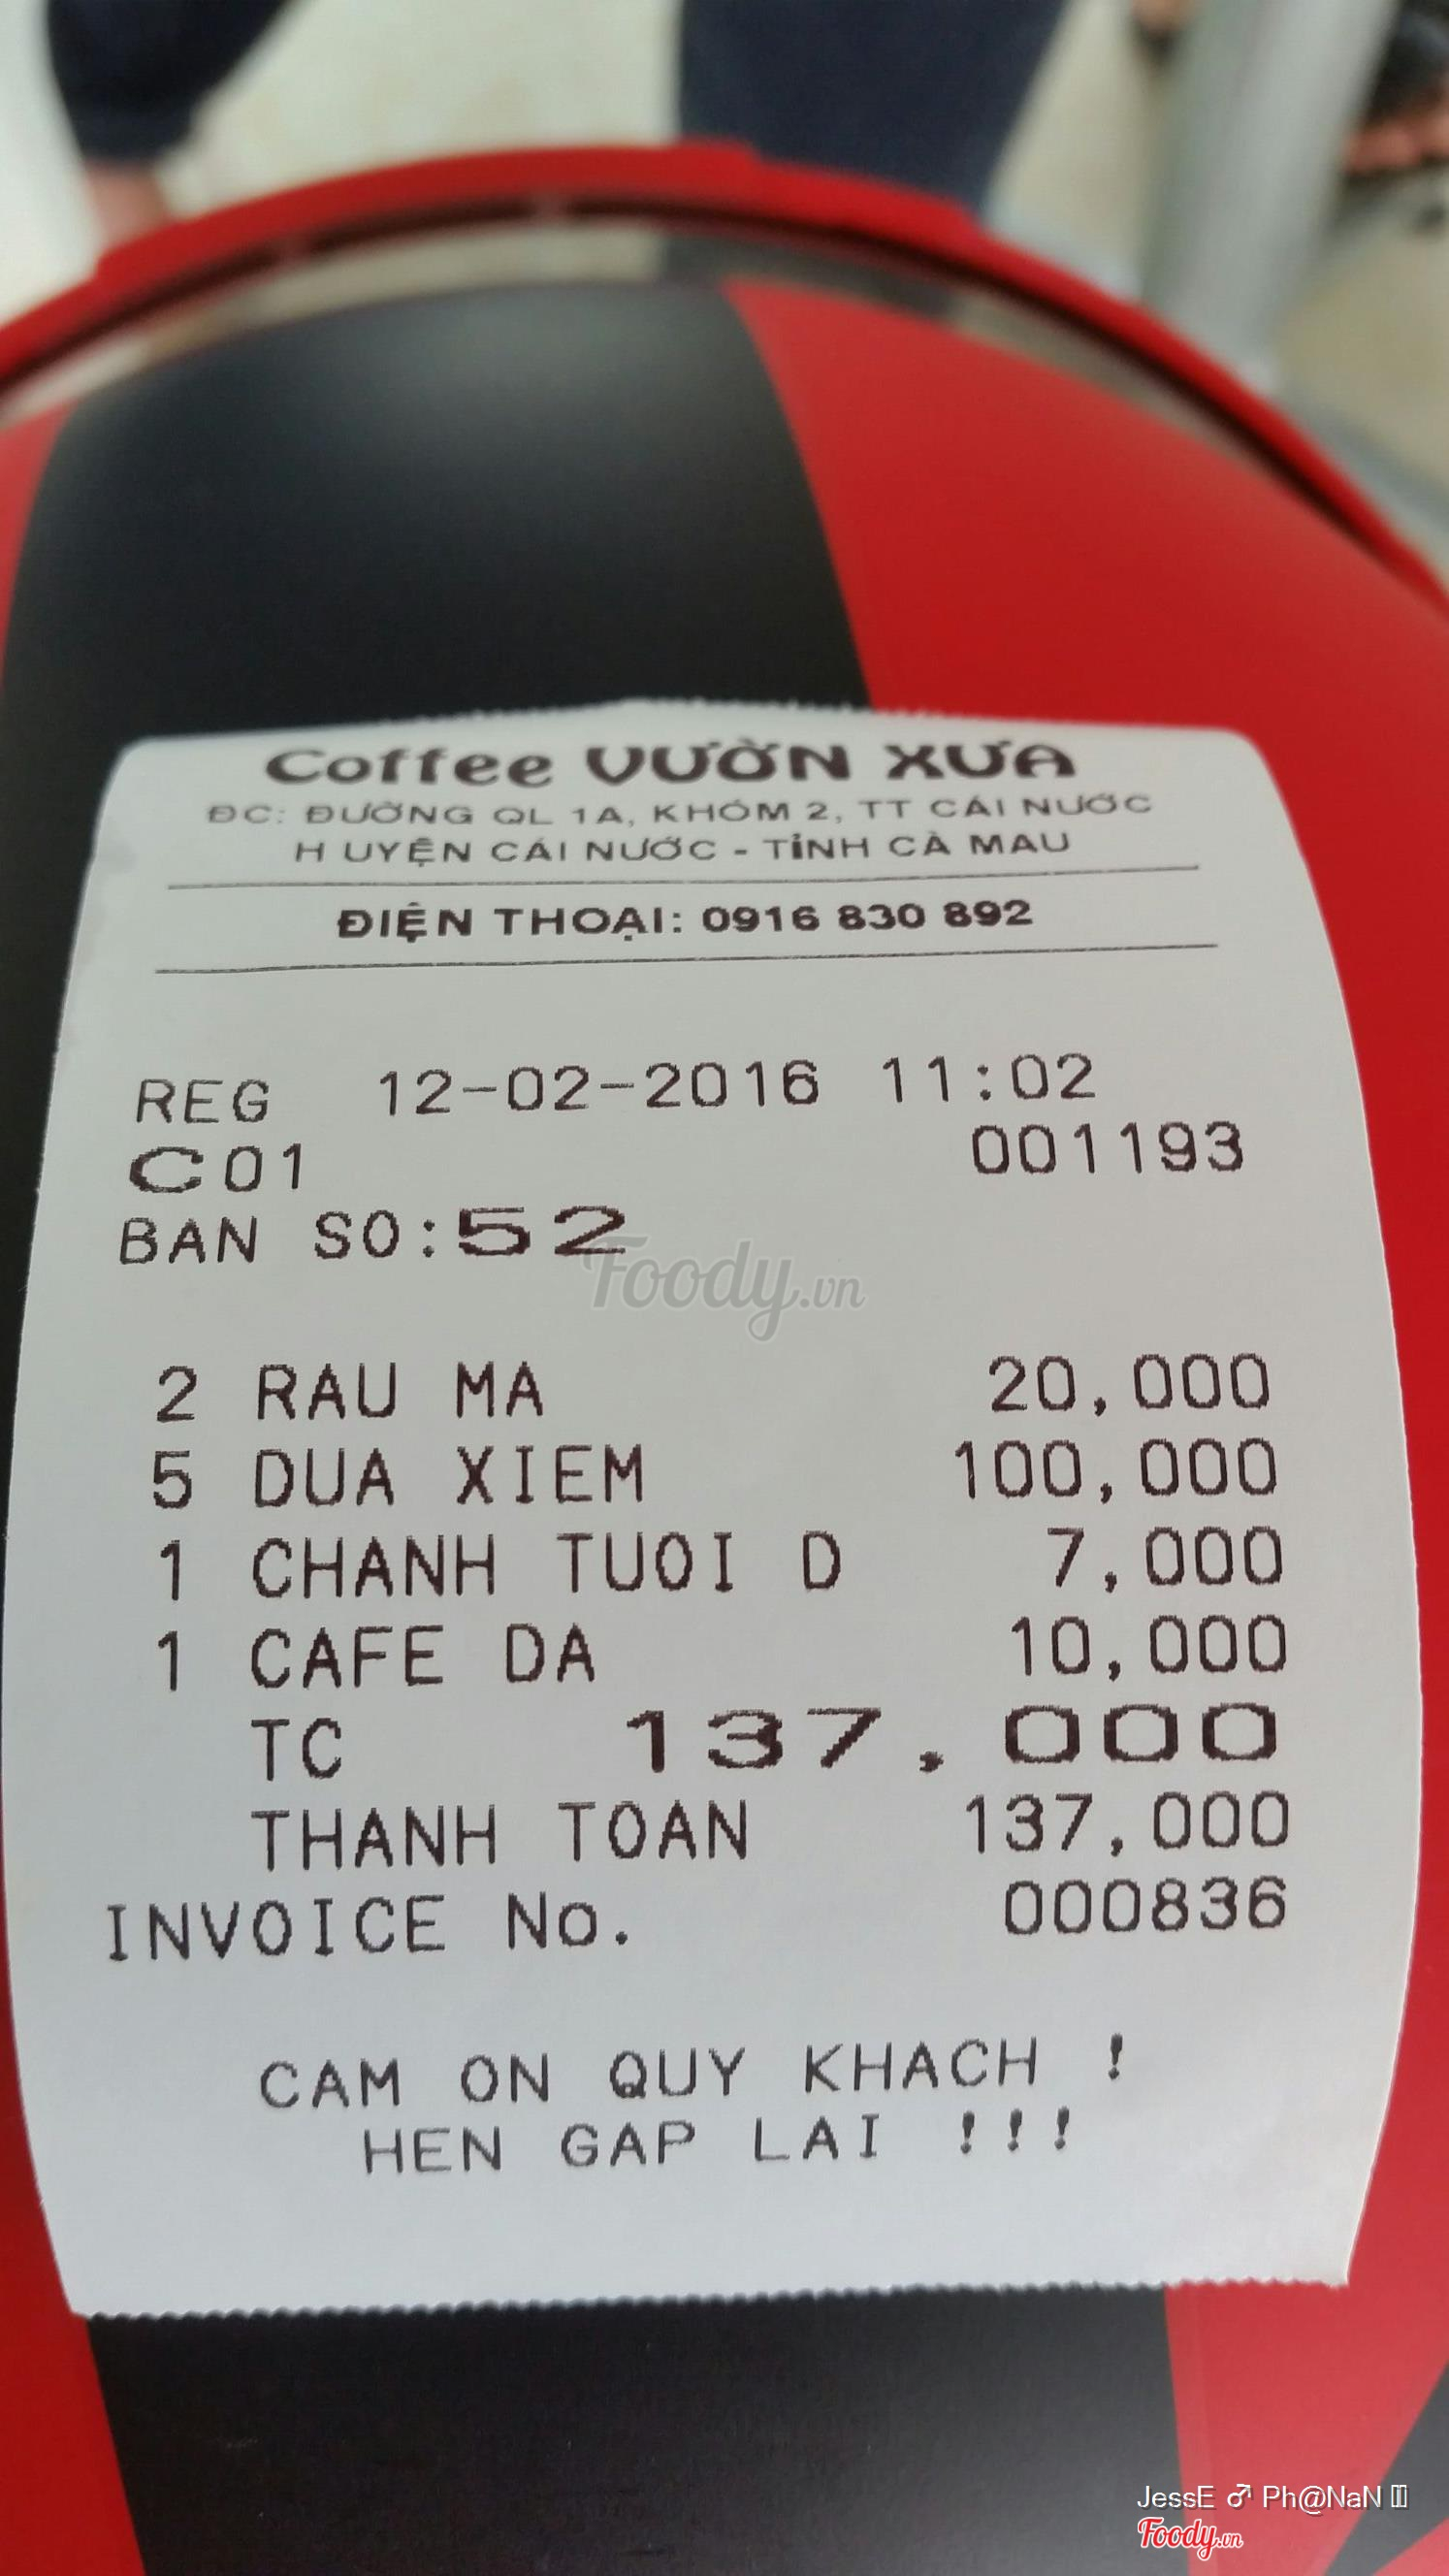 Coffee VƯỜN XƯA
ĐC: ĐƯỜNG QL 1A, KHÓM 2, TT CÁI NƯỚC
H UYỆN CÁI NƯỚC - TỈNH CÀ MAU
ĐIỆN THOẠI: 0916 830 892
REG 12-02-2016 11:02
C01 001193
BAN SO:52
Foody.vn
2 RAU MA 20,000
5 DUA XIEM 100,000
1 CHANH TUOI D 7,000
1 CAFE DA 10,000
TC 137,000
THANH TOAN 137,000
INVOICE No. 000836
CAM ON QUY KHACH !
HEN GAP LAI !!!
JessE ♂ Ph@NaN
Foody.vn